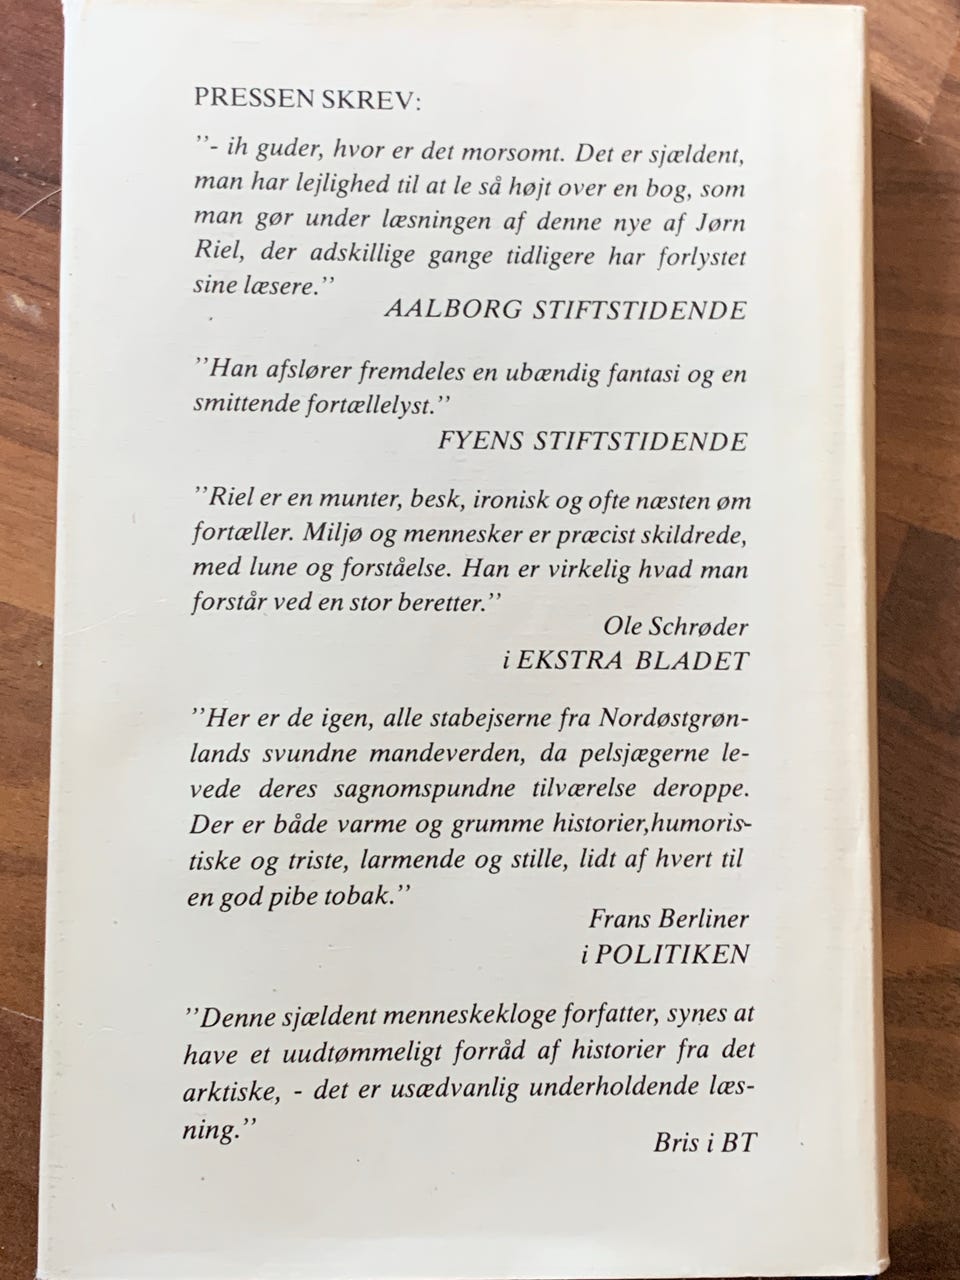 PRESSEN SKREV:
"- ih guder, hvor er det morsomt. Det er sjældent,
man har lejlighed til at le så højt over en bog, som
man gør under læsningen af denne nye af Jørn
Riel, der adskillige gange tidligere har forlystet
sine læsere."
AALBORG STIFTSTIDENDE
"Han afslører fremdeles en ubændig fantasi og en
smittende fortællelyst."
FYENS STIFTSTIDENDE
"Riel er en munter, besk, ironisk og ofte næsten øm
fortæller. Miljø og mennesker er præcist skildrede,
med lune og forståelse. Han er virkelig hvad man
forstår ved en stor beretter."
Ole Schrøder
i EKSTRA BLADET
"Her er de igen, alle stabejserne fra Nordøstgrøn-
lands svundne mandeverden, da pelsjægerne le-
vede deres sagnomspundne tilværelse deroppe.
Der er både varme og grumme historier,humoris-
tiske og triste, larmende og stille, lidt af hvert til
en god pibe tobak."
Frans Berliner
i POLITIKEN
"Denne sjældent menneskekloge forfatter, synes at
have et uudtømmeligt forråd af historier fra det
arktiske, - det er usædvanlig underholdende læs-
ning."
Bris i BT